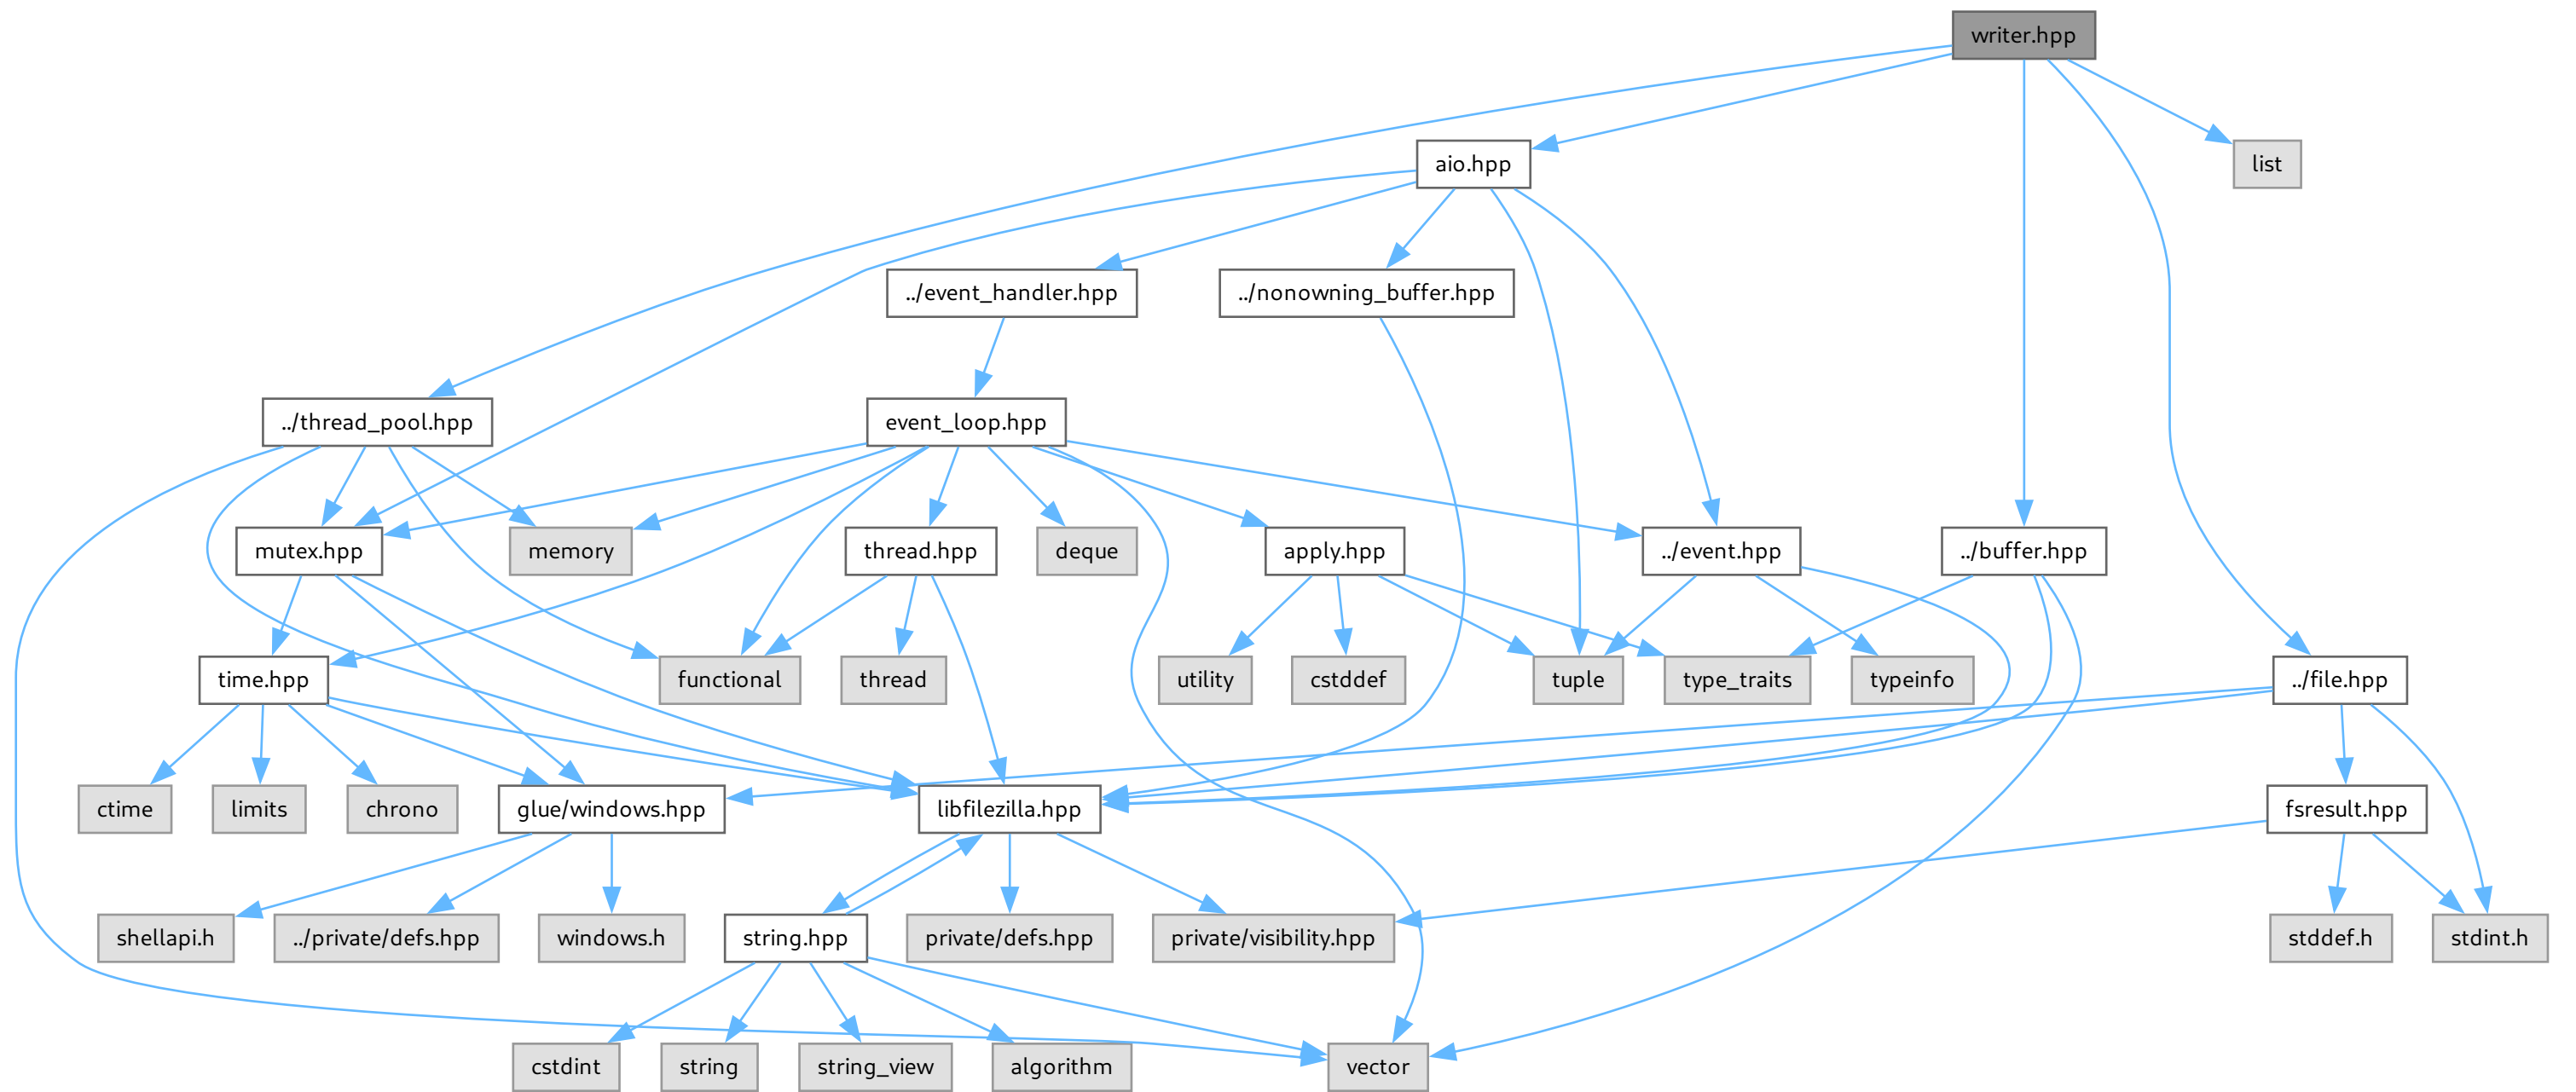 writer.hpp
aio.hpp
list
../event_handler.hpp
../nonowning_buffer.hpp
../thread_pool.hpp
event_loop.hpp
mutex.hpp
memory
thread.hpp
deque
apply.hpp
../event.hpp
../buffer.hpp
time.hpp
functional
thread
utility
cstddef
tuple
type_traits
typeinfo
../file.hpp
ctime
limits
chrono
glue/windows.hpp
libfilezilla.hpp
fsresult.hpp
shellapi.h
../private/defs.hpp
windows.h
string.hpp
private/defs.hpp
private/visibility.hpp
stddef.h
stdint.h
cstdint
string
string_view
algorithm
vector